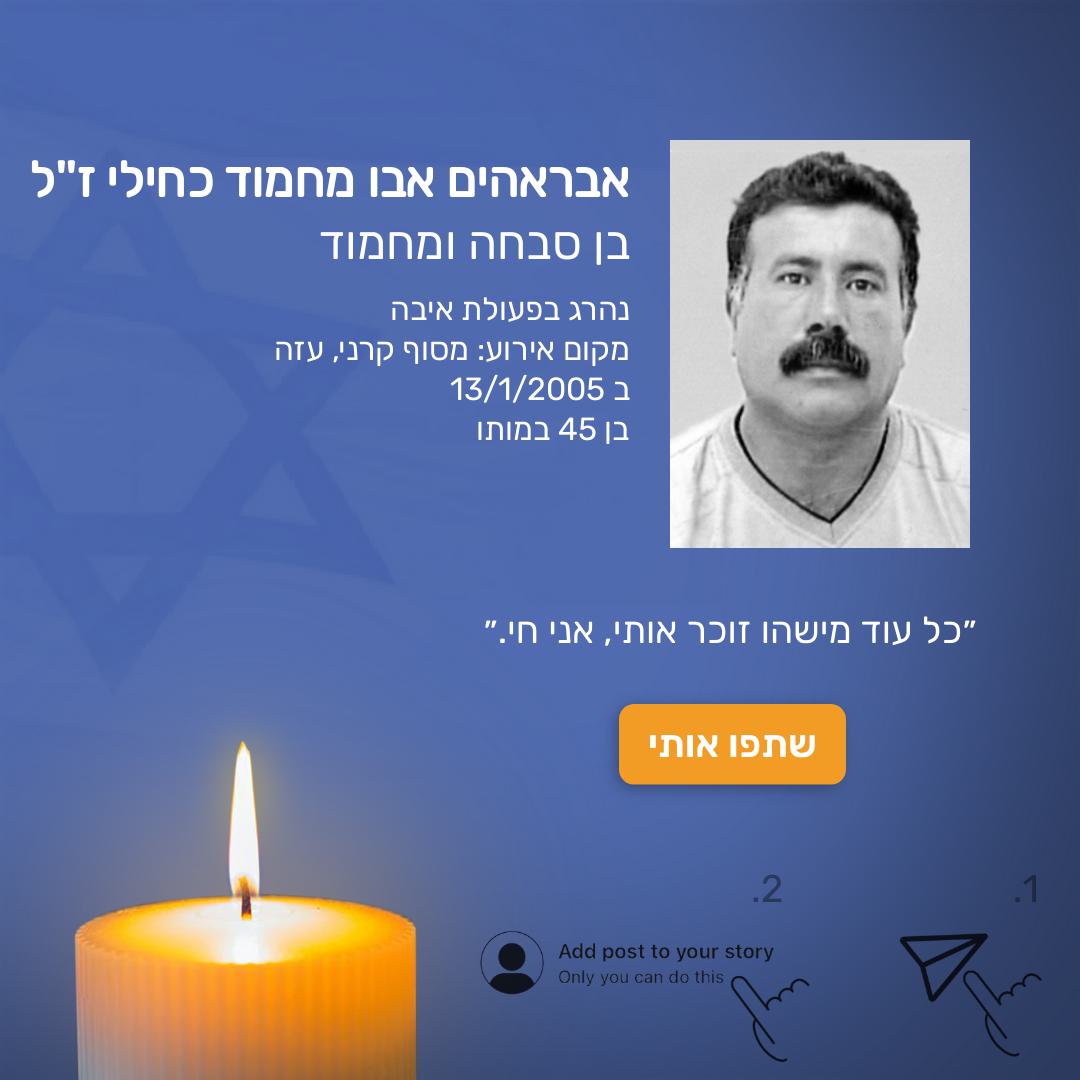 אבראהים אבו מחמוד כחילי ז"ל
בן סבחה ומחמוד
נהרג בפעולת איבה
מקום אירוע: מסוף קרני, עזה
ב 13/1/2005
בן 45 במותו
״כל עוד מישהו זוכר אותי, אני חי.״
שתפו אותי
.1
.2
Add post to your story
Only you can do this